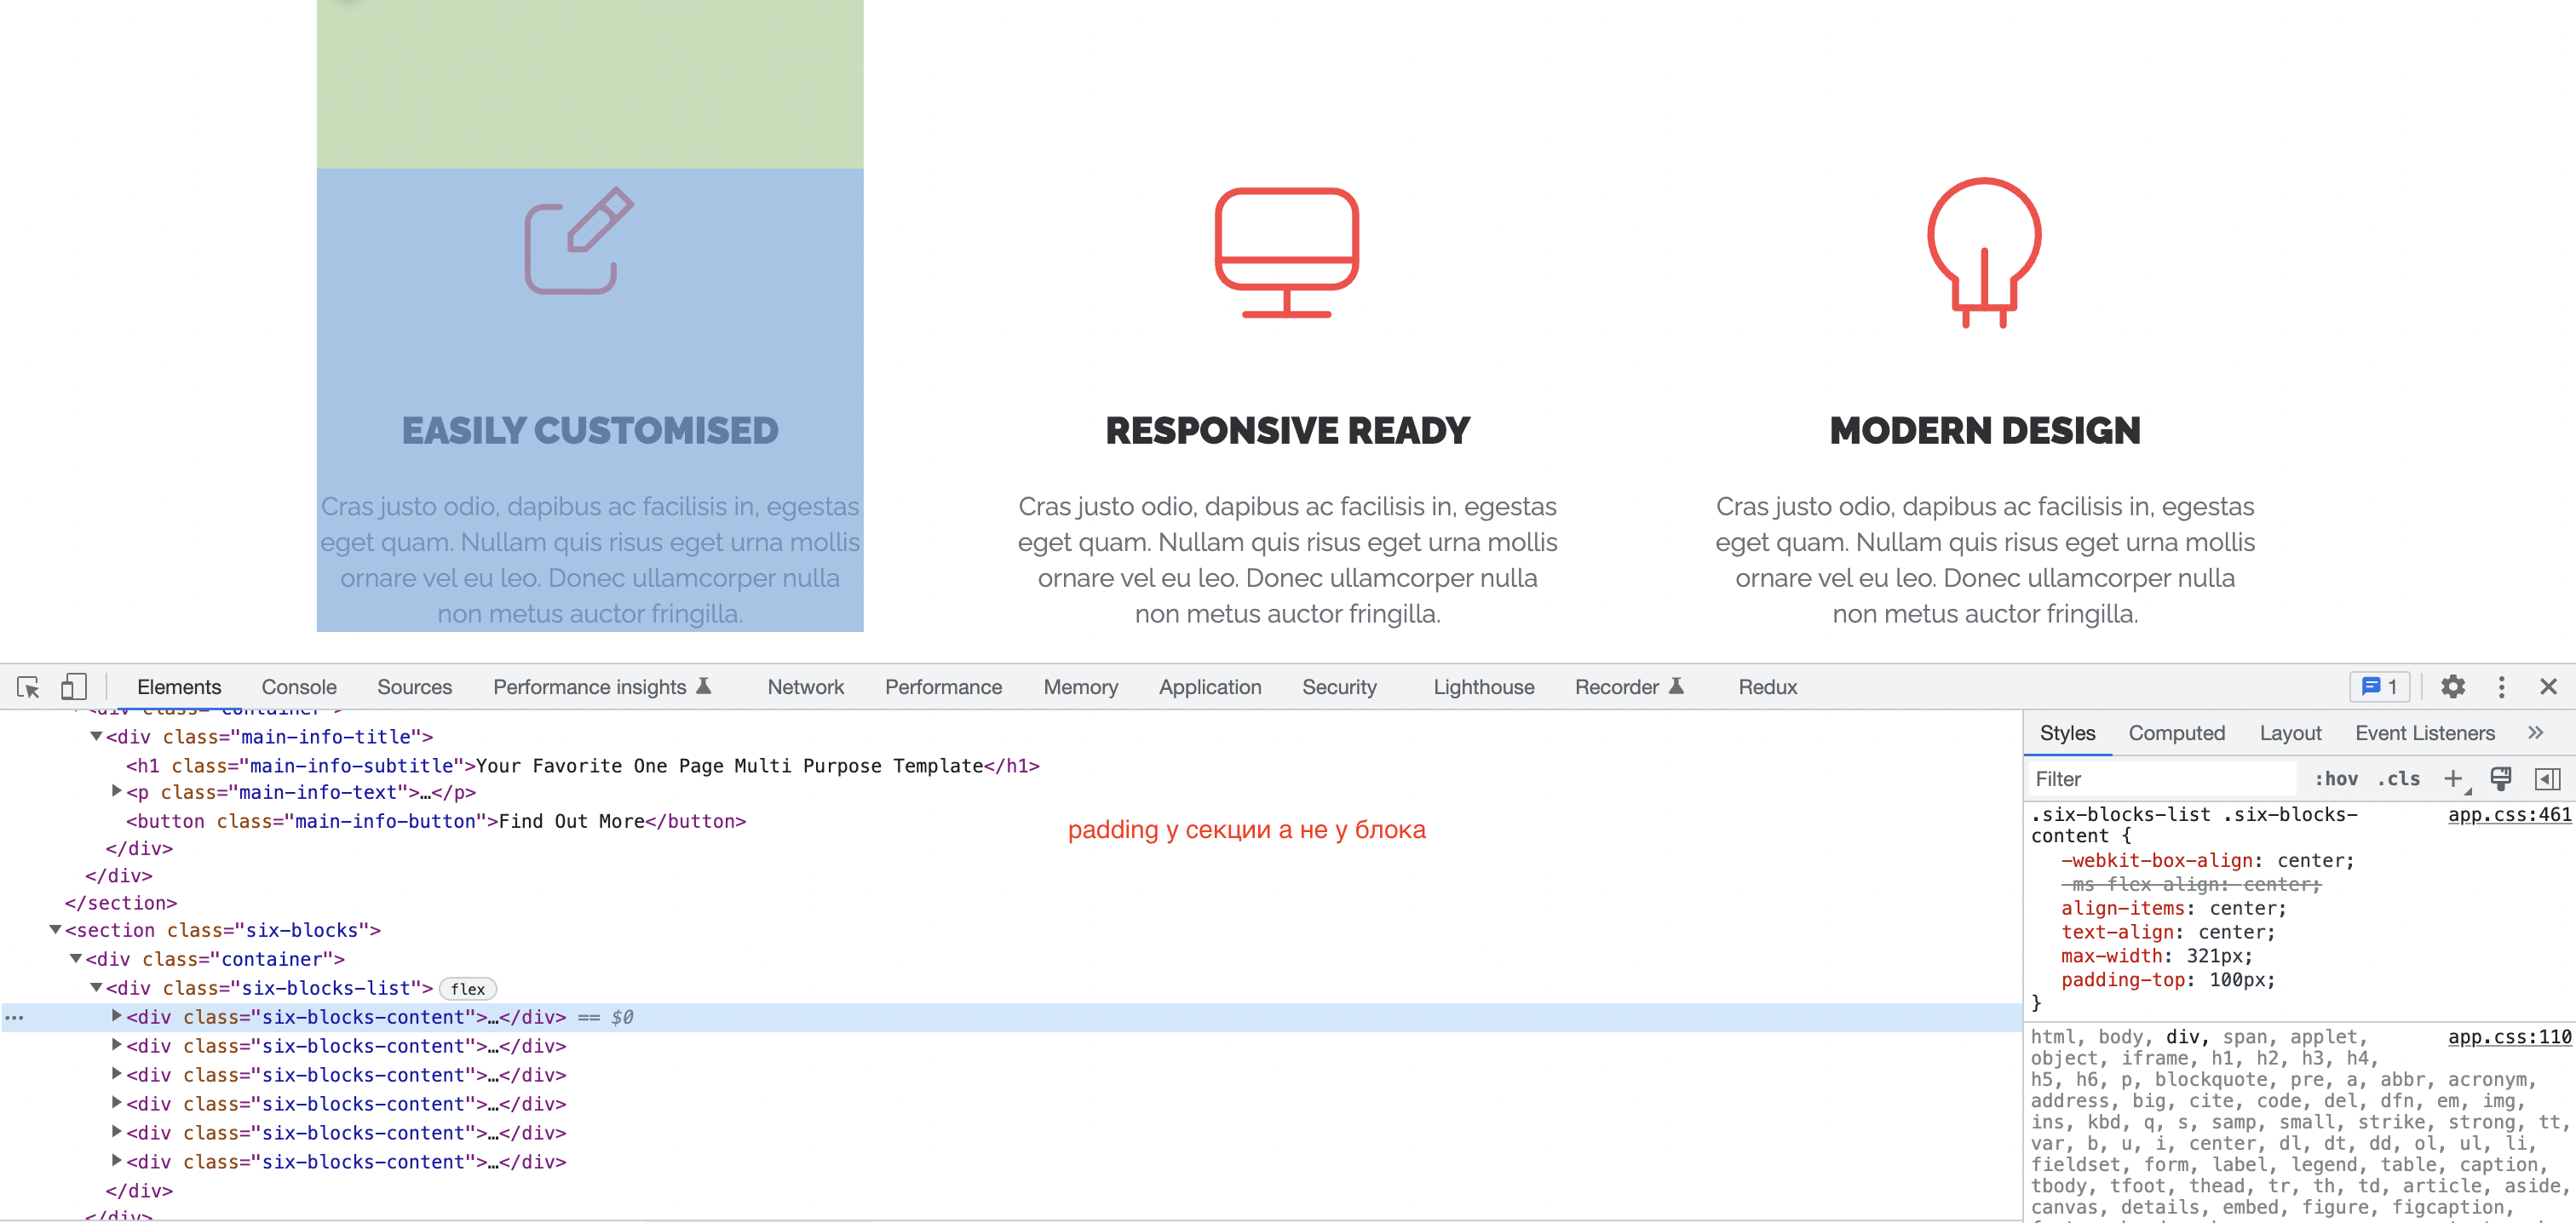 EASILY CUSTOMISED
RESPONSIVE READY
MODERN DESIGN
Cras justo odio, dapibus ac facilisis in, egestas
eget quam. Nullam quis risus eget urna mollis
ornare vel eu leo. Donec ullamcorper nulla
non metus auctor fringilla.
Cras justo odio, dapibus ac facilisis in, egestas
eget quam. Nullam quis risus eget urna mollis
ornare vel eu leo. Donec ullamcorper nulla
non metus auctor fringilla.
Cras justo odio, dapibus ac facilisis in, egestas
eget quam. Nullam quis risus eget urna mollis
ornare vel eu leo. Donec ullamcorper nulla
non metus auctor fringilla.
Elements Console Sources Performance insights Network Performance Memory Application Security Lighthouse Recorder Redux 1
<div class="container">
<div class="main-info-title">
<h1 class="main-info-subtitle">Your Favorite One Page Multi Purpose Template</h1>
<p class="main-info-text">…</p>
<button class="main-info-button">Find Out More</button>
</div>
</div>
</section>
<section class="six-blocks">
<div class="container">
<div class="six-blocks-list"> flex
… <div class="six-blocks-content">…</div> == $0
<div class="six-blocks-content">…</div>
<div class="six-blocks-content">…</div>
<div class="six-blocks-content">…</div>
<div class="six-blocks-content">…</div>
<div class="six-blocks-content">…</div>
</div>
</div>
padding у секции а не у блока
Styles Computed Layout Event Listeners »
Filter :hov .cls +
.six-blocks-list .six-blocks- app.css:461
content {
-webkit-box-align: center;
-ms-flex-align: center;
align-items: center;
text-align: center;
max-width: 321px;
padding-top: 100px;
}
html, body, div, span, applet, app.css:110
object, iframe, h1, h2, h3, h4,
h5, h6, p, blockquote, pre, a, abbr, acronym,
address, big, cite, code, del, dfn, em, img,
ins, kbd, q, s, samp, small, strike, strong, tt,
var, b, u, i, center, dl, dt, dd, ol, ul, li,
fieldset, form, label, legend, table, caption,
tbody, tfoot, thead, tr, th, td, article, aside,
canvas, details, embed, figure, figcaption,